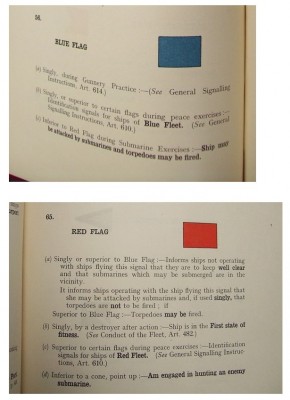 58.
BLUE FLAG
(a) Singly, during Gunnery Practice :—(See General Signalling
Instructions, Art. 614.)
(b) Singly, or superior to certain flags during peace exercises :—
Identification signals for ships of Blue Fleet. (See General
Signalling Instructions, Art. 610.)
(c) Inferior to Red Flag during Submarine Exercises :—Ship may
be attacked by submarines and torpedoes may be fired.
65.
RED FLAG
(a) Singly or superior to Blue Flag :—Informs ships not operating
with ships flying this signal that they are to keep well clear
and that submarines which may be submerged are in the
vicinity.
It informs ships operating with the ship flying this signal that
she may be attacked by submarines and, if used singly, that
torpedoes are not to be fired ; if
Superior to Blue Flag :—Torpedoes may be fired.
(b) Singly, by a destroyer after action :—Ship is in the First state of
fitness. (See Conduct of the Fleet, Art. 482.)
(c) Superior to certain flags during peace exercises :—Identification
signals for ships of Red Fleet. (See General Signalling Instruc-
tions, Art. 610.)
(d) Inferior to a cone, point up :—Am engaged in hunting an enemy
submarine.